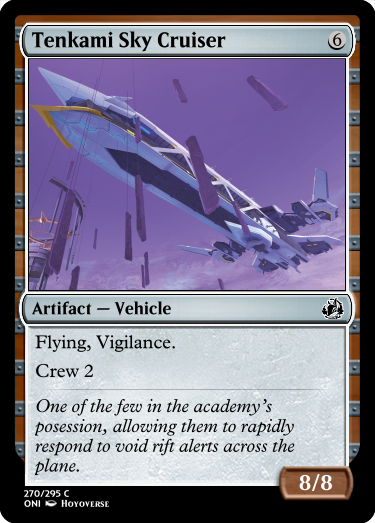 Tenkami Sky Cruiser 6
Artifact — Vehicle
Flying, Vigilance.
Crew 2
One of the few in the academy's
posession, allowing them to rapidly
respond to void rift alerts across the
plane.
8/8
270/295 C
ONI Hoyoverse